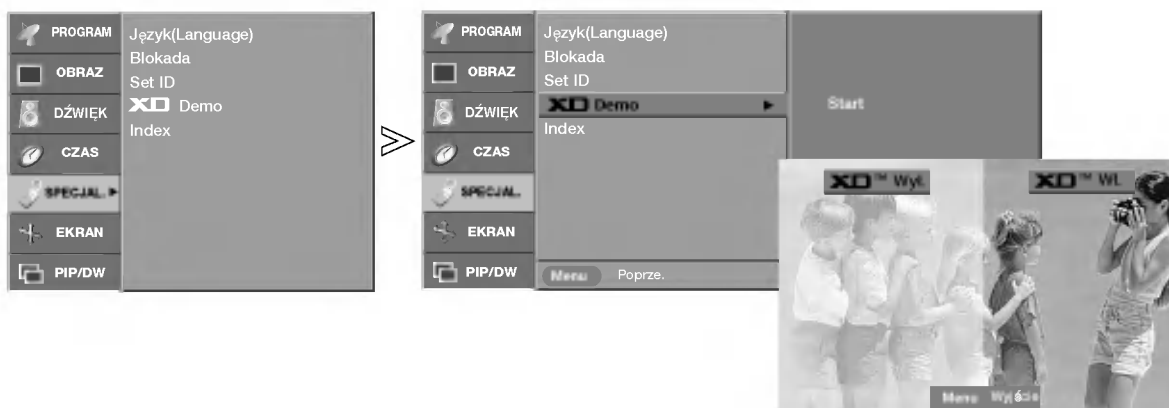 PROGRAM
OBRAZ
DŹWIĘK
CZAS
SPECJAL. ►
EKRAN
PIP/DW
Język(Language)
Blokada
Set ID
XD Demo
Index
PROGRAM
OBRAZ
DŹWIĘK
CZAS
SPECJAL.
EKRAN
PIP/DW
Język(Language)
Blokada
Set ID
XD Demo ►
Index
Menu Poprze.
Start
XD™ Wył.
XD™ Wł.
Menu Wyjście